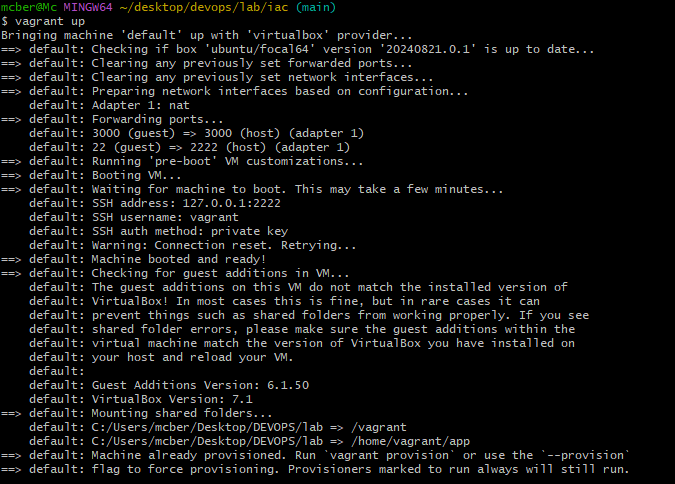 mcber@Mc MINGW64 ~/desktop/devops/lab/iac (main)
$ vagrant up
Bringing machine 'default' up with 'virtualbox' provider...
==> default: Checking if box 'ubuntu/focal64' version '20240821.0.1' is up to date...
==> default: Clearing any previously set forwarded ports...
==> default: Clearing any previously set network interfaces...
==> default: Preparing network interfaces based on configuration...
    default: Adapter 1: nat
==> default: Forwarding ports...
    default: 3000 (guest) => 3000 (host) (adapter 1)
    default: 22 (guest) => 2222 (host) (adapter 1)
==> default: Running 'pre-boot' VM customizations...
==> default: Booting VM...
==> default: Waiting for machine to boot. This may take a few minutes...
    default: SSH address: 127.0.0.1:2222
    default: SSH username: vagrant
    default: SSH auth method: private key
    default: Warning: Connection reset. Retrying...
==> default: Machine booted and ready!
==> default: Checking for guest additions in VM...
    default: The guest additions on this VM do not match the installed version of
    default: VirtualBox! In most cases this is fine, but in rare cases it can
    default: prevent things such as shared folders from working properly. If you see
    default: shared folder errors, please make sure the guest additions within the
    default: virtual machine match the version of VirtualBox you have installed on
    default: your host and reload your VM.
    default:
    default: Guest Additions Version: 6.1.50
    default: VirtualBox Version: 7.1
==> default: Mounting shared folders...
    default: C:/Users/mcber/Desktop/DEVOPS/lab => /vagrant
    default: C:/Users/mcber/Desktop/DEVOPS/lab => /home/vagrant/app
==> default: Machine already provisioned. Run `vagrant provision` or use the `--provision`
==> default: flag to force provisioning. Provisioners marked to run always will still run.